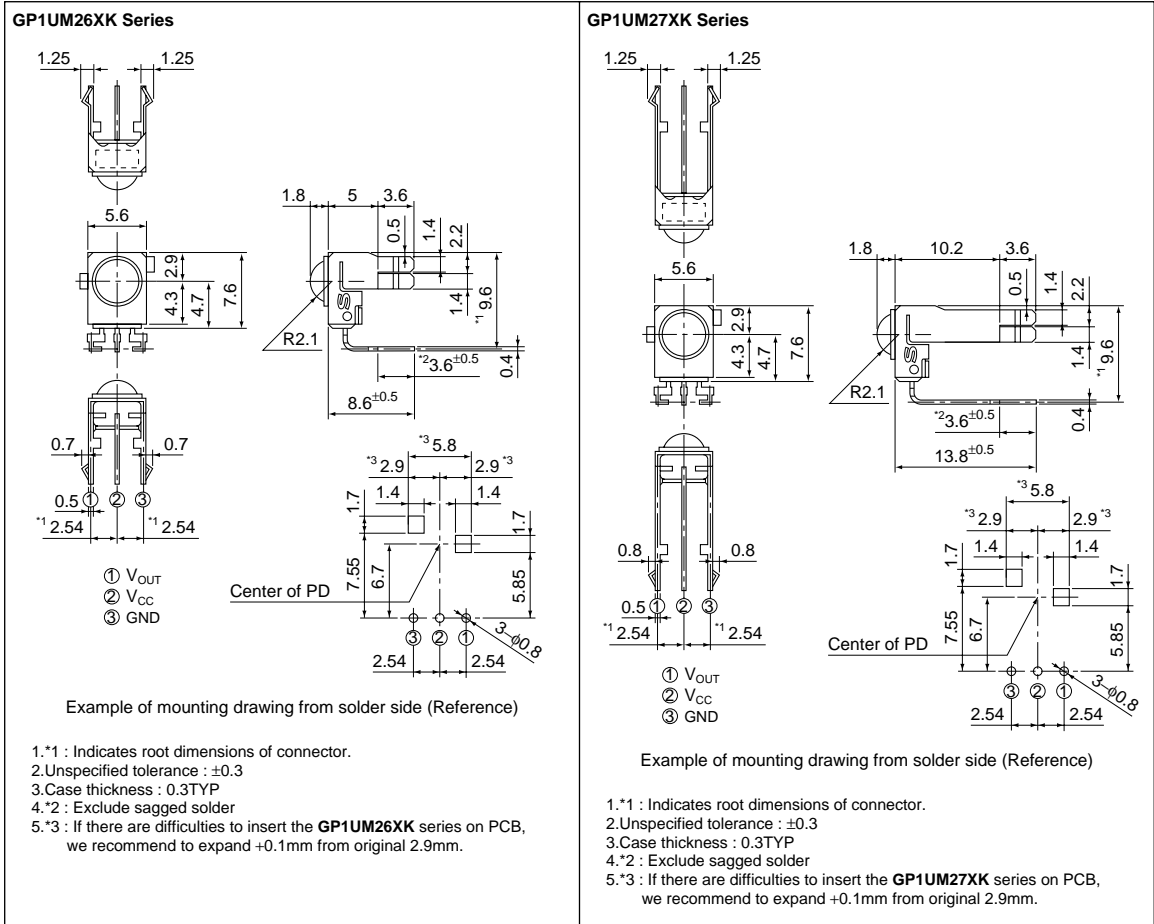 GP1UM26XK Series
1.25 1.25
5.6
2.9
4.3
4.7
7.6
1.8 5 3.6
0.5
1.4
2.2
1.4
*1 9.6
R2.1
*2 3.6±0.5
0.4
8.6±0.5
0.7 0.7
0.5 ① ② ③
*1 2.54 *1 2.54
① VOUT
② VCC
③ GND
*3 5.8
*3 2.9 2.9 *3
1.4 1.4
1.7
1.7
7.55
6.7
5.85
Center of PD
③ ② ①
3–φ0.8
2.54 2.54
Example of mounting drawing from solder side (Reference)
1.*1 : Indicates root dimensions of connector.
2.Unspecified tolerance : ±0.3
3.Case thickness : 0.3TYP
4.*2 : Exclude sagged solder
5.*3 : If there are difficulties to insert the GP1UM26XK series on PCB,
we recommend to expand +0.1mm from original 2.9mm.
GP1UM27XK Series
1.25 1.25
5.6
2.9
4.3
4.7
7.6
1.8 10.2 3.6
0.5
1.4
2.2
1.4
*1 9.6
R2.1
*2 3.6±0.5
0.4
13.8±0.5
0.8 0.8
0.5 ① ② ③
*1 2.54 *1 2.54
① VOUT
② VCC
③ GND
*3 5.8
*3 2.9 2.9 *3
1.4 1.4
1.7
1.7
7.55
6.7
5.85
Center of PD
③ ② ①
3–φ0.8
2.54 2.54
Example of mounting drawing from solder side (Reference)
1.*1 : Indicates root dimensions of connector.
2.Unspecified tolerance : ±0.3
3.Case thickness : 0.3TYP
4.*2 : Exclude sagged solder
5.*3 : If there are difficulties to insert the GP1UM27XK series on PCB,
we recommend to expand +0.1mm from original 2.9mm.